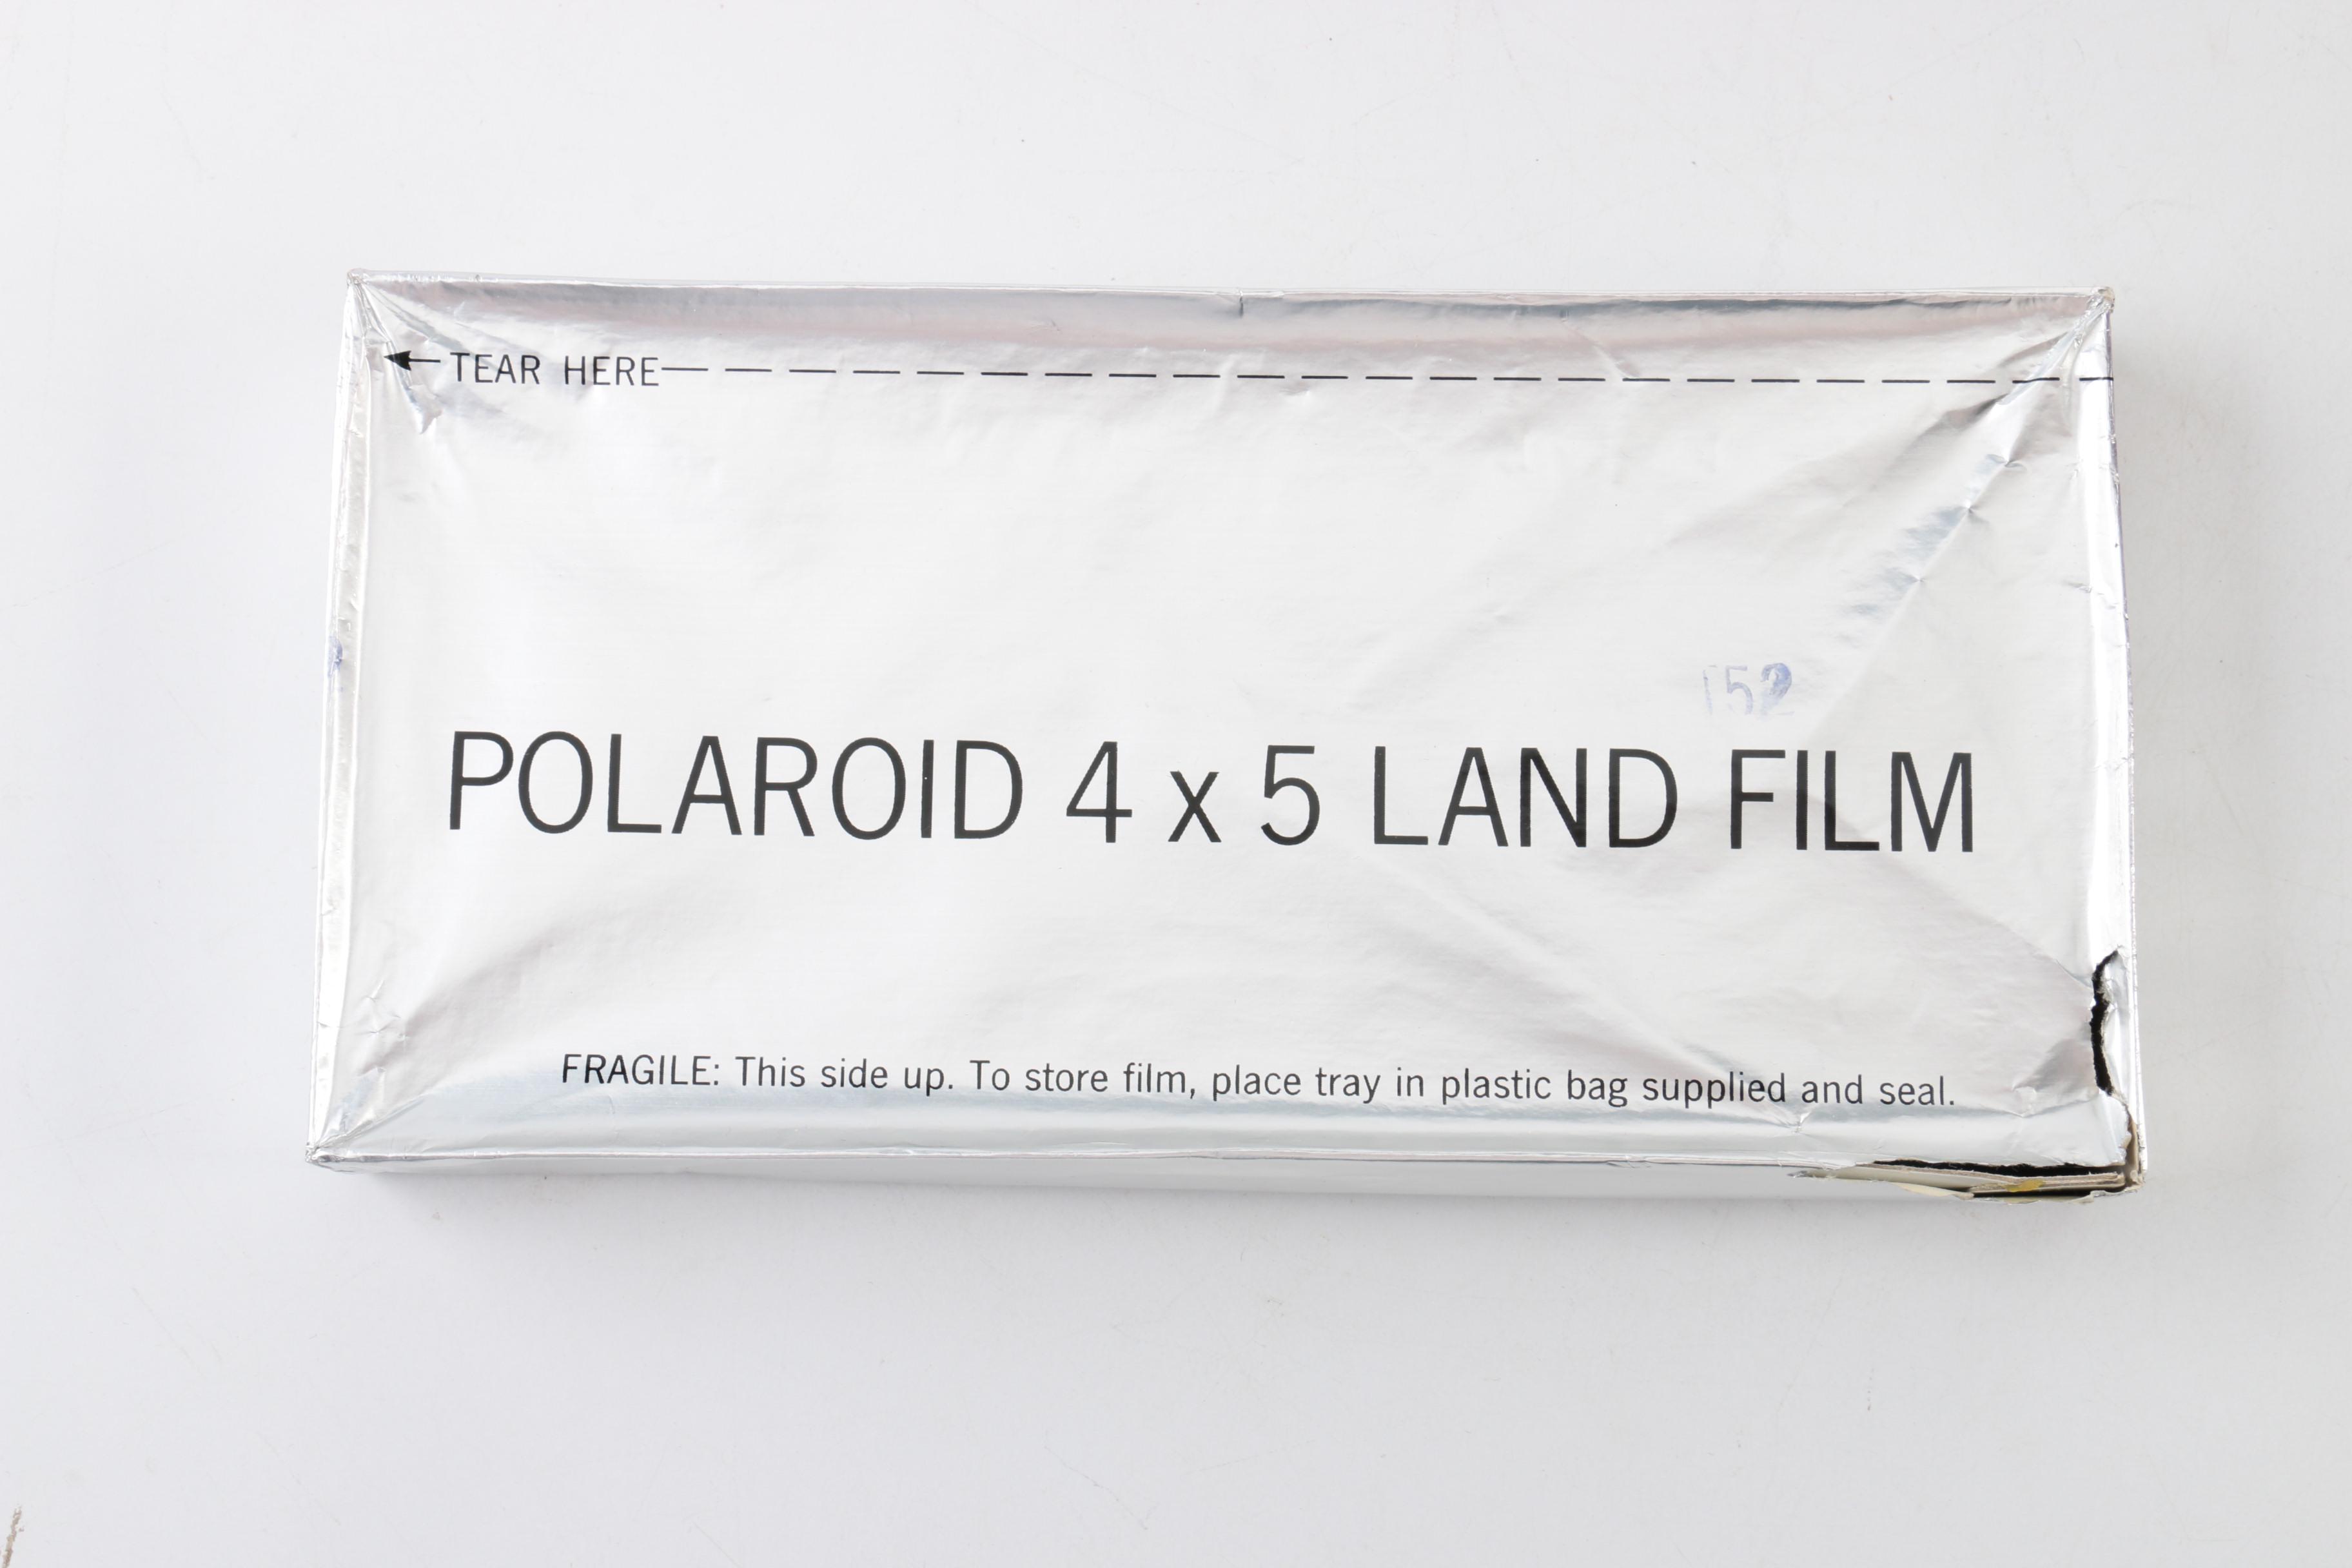 TEAR HERE
152
POLAROID 4 x 5 LAND FILM
FRAGILE: This side up. To store film, place tray in plastic bag supplied and seal.